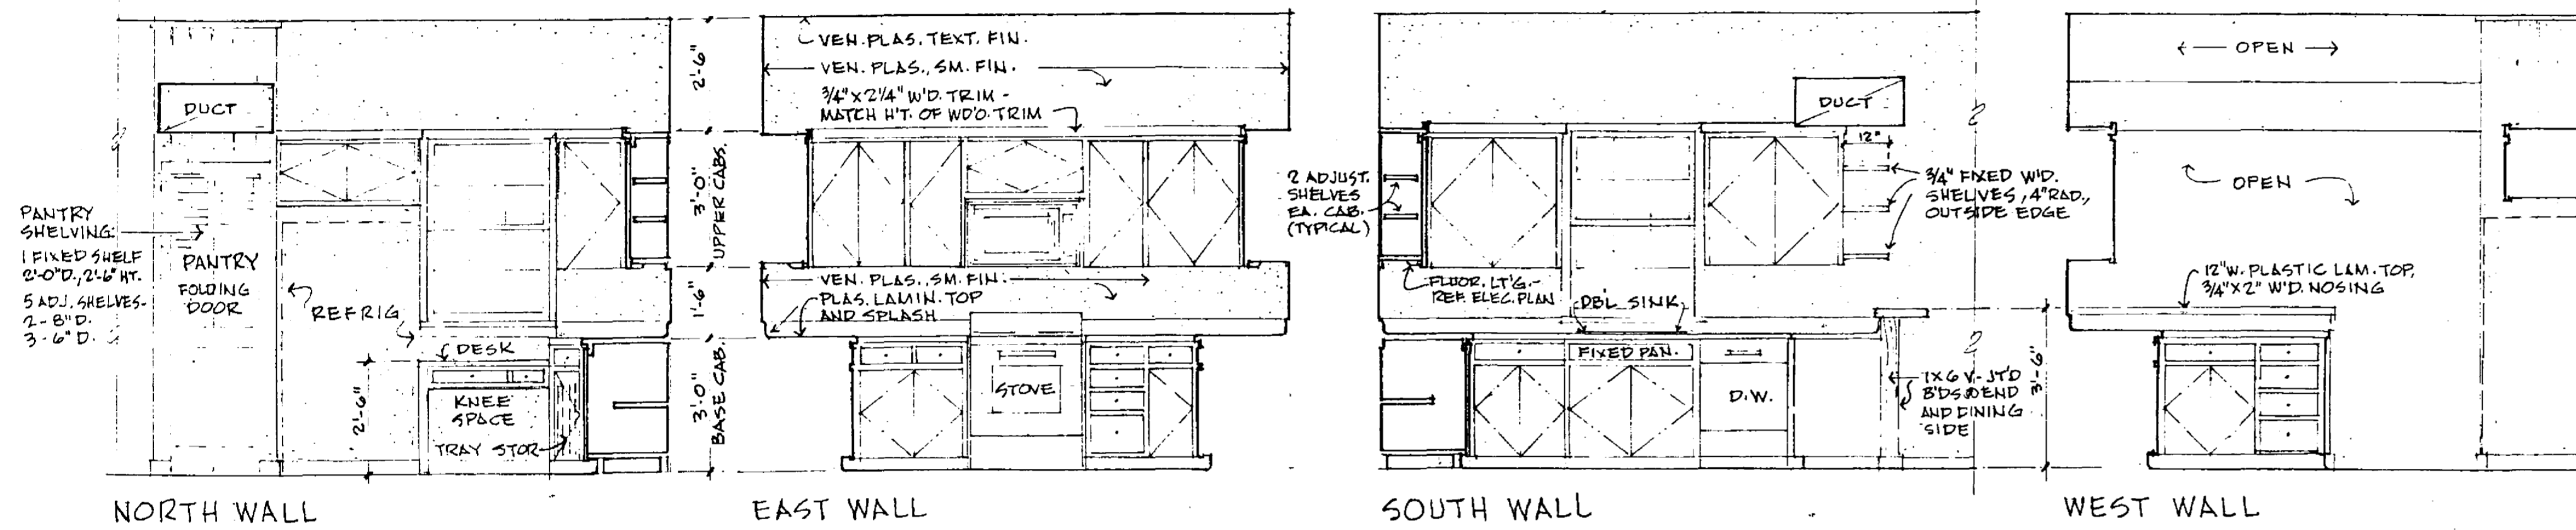 DUCT
PANTRY
SHELVING:
1 FIXED SHELF
2'-0"D., 2'-6" HT.
5 ADJ. SHELVES-
2-8"D.
3-6"D.
PANTRY
FOLDING
DOOR
REFRIG
DESK
KNEE
SPACE
TRAY STOR
2'-6"
NORTH WALL
2'-6"
3'-0"
UPPER CABS.
1'-6"
3'-0"
BASE CAB.
VEN. PLAS. TEXT. FIN.
VEN. PLAS., SM. FIN.
3/4" X 2 1/4" W'D. TRIM -
MATCH H'T. OF WD'O. TRIM
VEN. PLAS., SM. FIN.
PLAS. LAMIN. TOP
AND SPLASH
STOVE
EAST WALL
2 ADJUST.
SHELVES
EA. CAB.
(TYPICAL)
DUCT
12"
3/4" FIXED W'D.
SHELVES, 4" RAD.,
OUTSIDE EDGE
FLUOR. LT'G.-
REF. ELEC. PLAN
DBL SINK
FIXED PAN.
D.W.
1X6 V-JT'D
B'DS @ END
AND DINING
SIDE
3'-6"
SOUTH WALL
OPEN
OPEN
12" W. PLASTIC LAM. TOP,
3/4" X 2" W'D. NOSING
WEST WALL